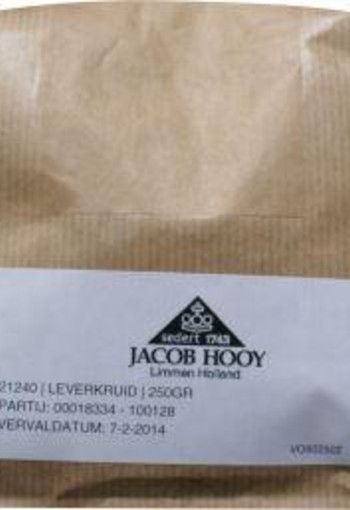 sedert 1743
JACOB HOOY
Limmen Holland
21240 | LEVERKRUID | 250GR
PARTIJ: 00018334 - 100128
VERVALDATUM: 7-2-2014